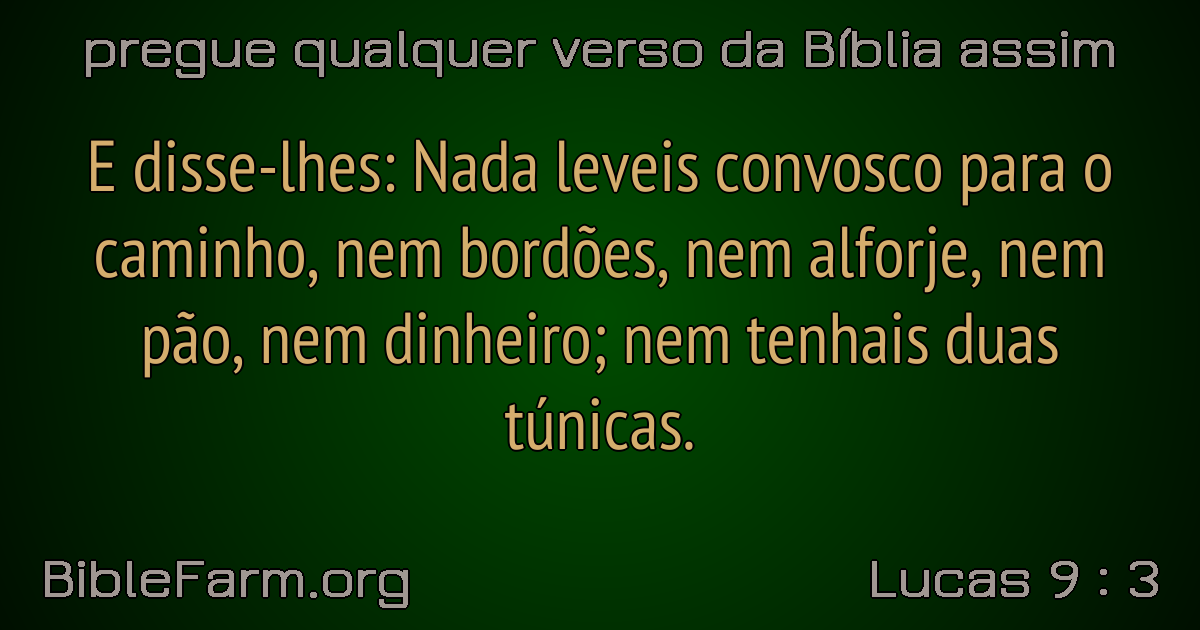 pregue qualquer verso da Bíblia assim
E disse-lhes: Nada leveis convosco para o
caminho, nem bordões, nem alforje, nem
pão, nem dinheiro; nem tenhais duas
túnicas.
BibleFarm.org
Lucas 9 : 3